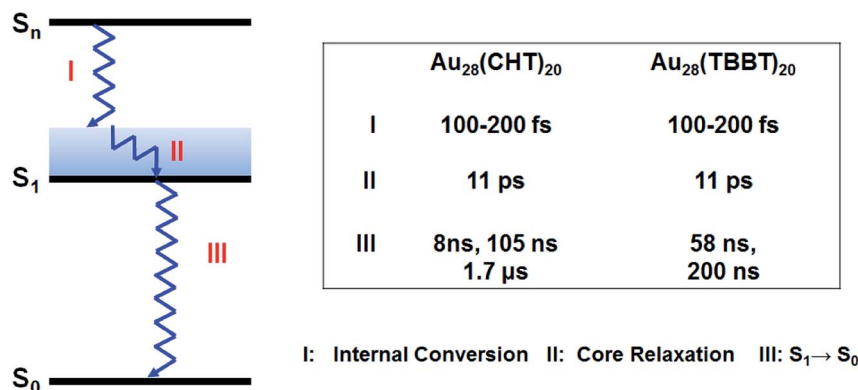 Sₙ
I
II
S₁
III
S₀
Au₂₈(CHT)₂₀ Au₂₈(TBBT)₂₀
I 100-200 fs 100-200 fs
II 11 ps 11 ps
III 8ns, 105 ns 58 ns,
1.7 µs 200 ns
I: Internal Conversion II: Core Relaxation III: S₁→ S₀